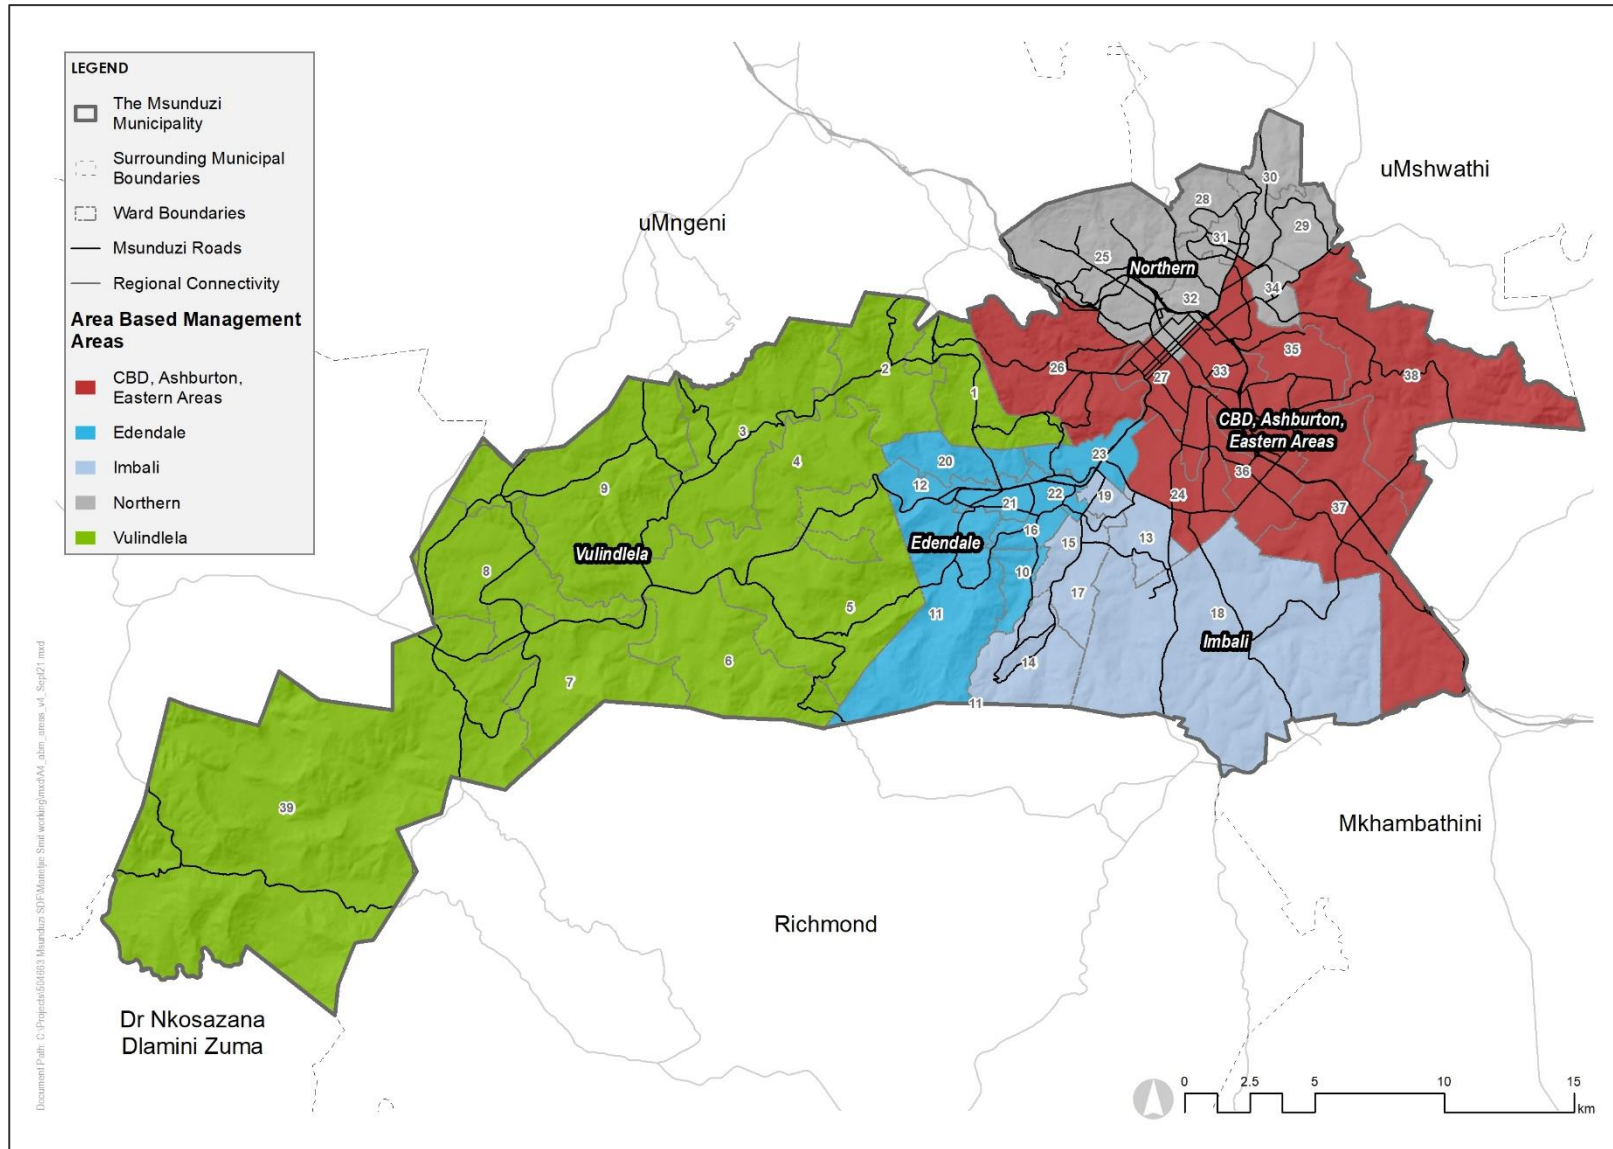 LEGEND
The Msunduzi
Municipality
Surrounding Municipal
Boundaries
Ward Boundaries
Msunduzi Roads
Regional Connectivity
Area Based Management
Areas
CBD, Ashburton,
Eastern Areas
Edendale
Imbali
Northern
Vulindlela
uMshwathi
uMngeni
30
28
31
29
25
Northern
32
34
2
26
27
33
35
38
1
3
CBD, Ashburton,
Eastern Areas
4
20
23
36
9
12
21
22
19
24
37
Vulindlela
Edendale
16
15
13
8
10
5
11
17
18
Imbali
6
14
7
11
39
Mkhambathini
Richmond
Dr Nkosazana
Dlamini Zuma
0 2.5 5 10 15
km